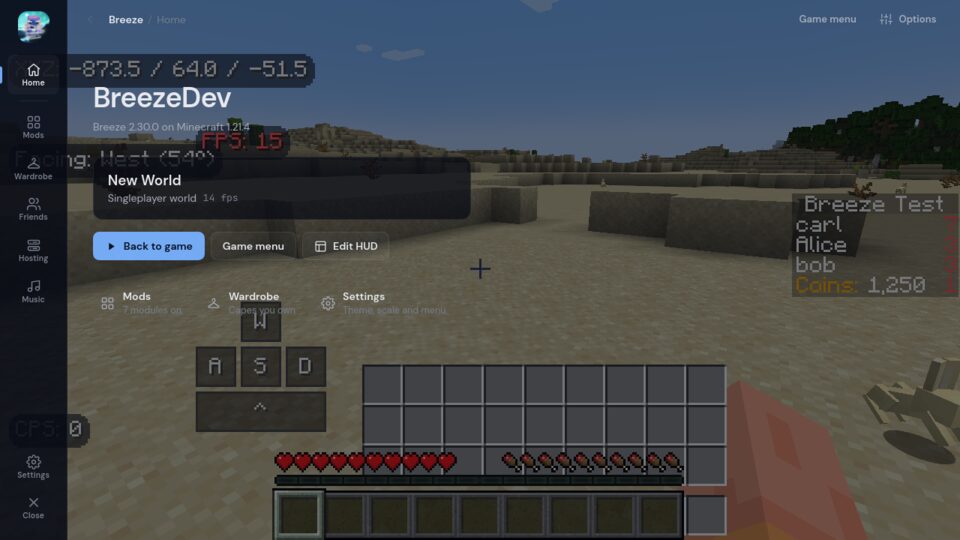 Breeze / Home
Game menu
Options
XYZ: -873.5 / 64.0 / -51.5
Home
BreezeDev
Breeze 2.30.0 on Minecraft 1.21.4
FPS: 15
Mods
Facing: West (54°)
Wardrobe
New World
Singleplayer world 14 fps
Friends
Breeze Test
carl
Alice
bob
Coins: 1,250
Hosting
Back to game
Game menu
Edit HUD
Music
Mods
7 modules on
Wardrobe
Capes you own
Settings
Theme, scale and menu
W
A
S
D
^
CPS: 0
Settings
Close